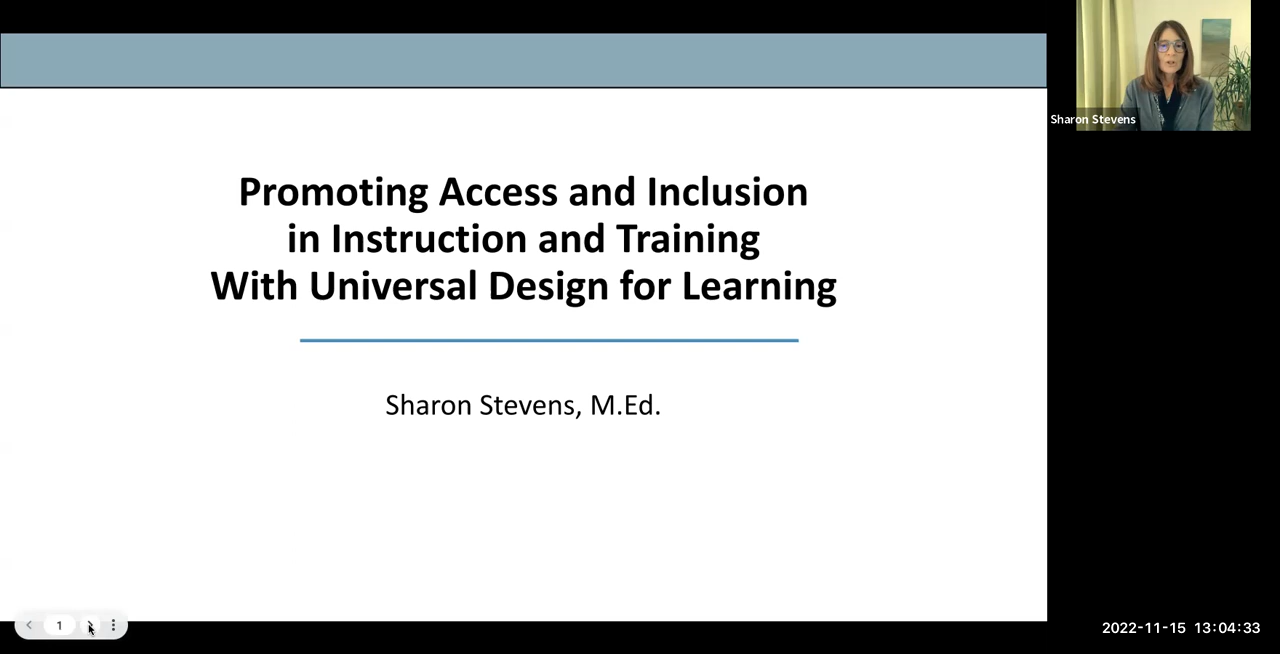 Promoting Access and Inclusion
in Instruction and Training
With Universal Design for Learning
Sharon Stevens, M.Ed.
Sharon Stevens
1
2022-11-15 13:04:33